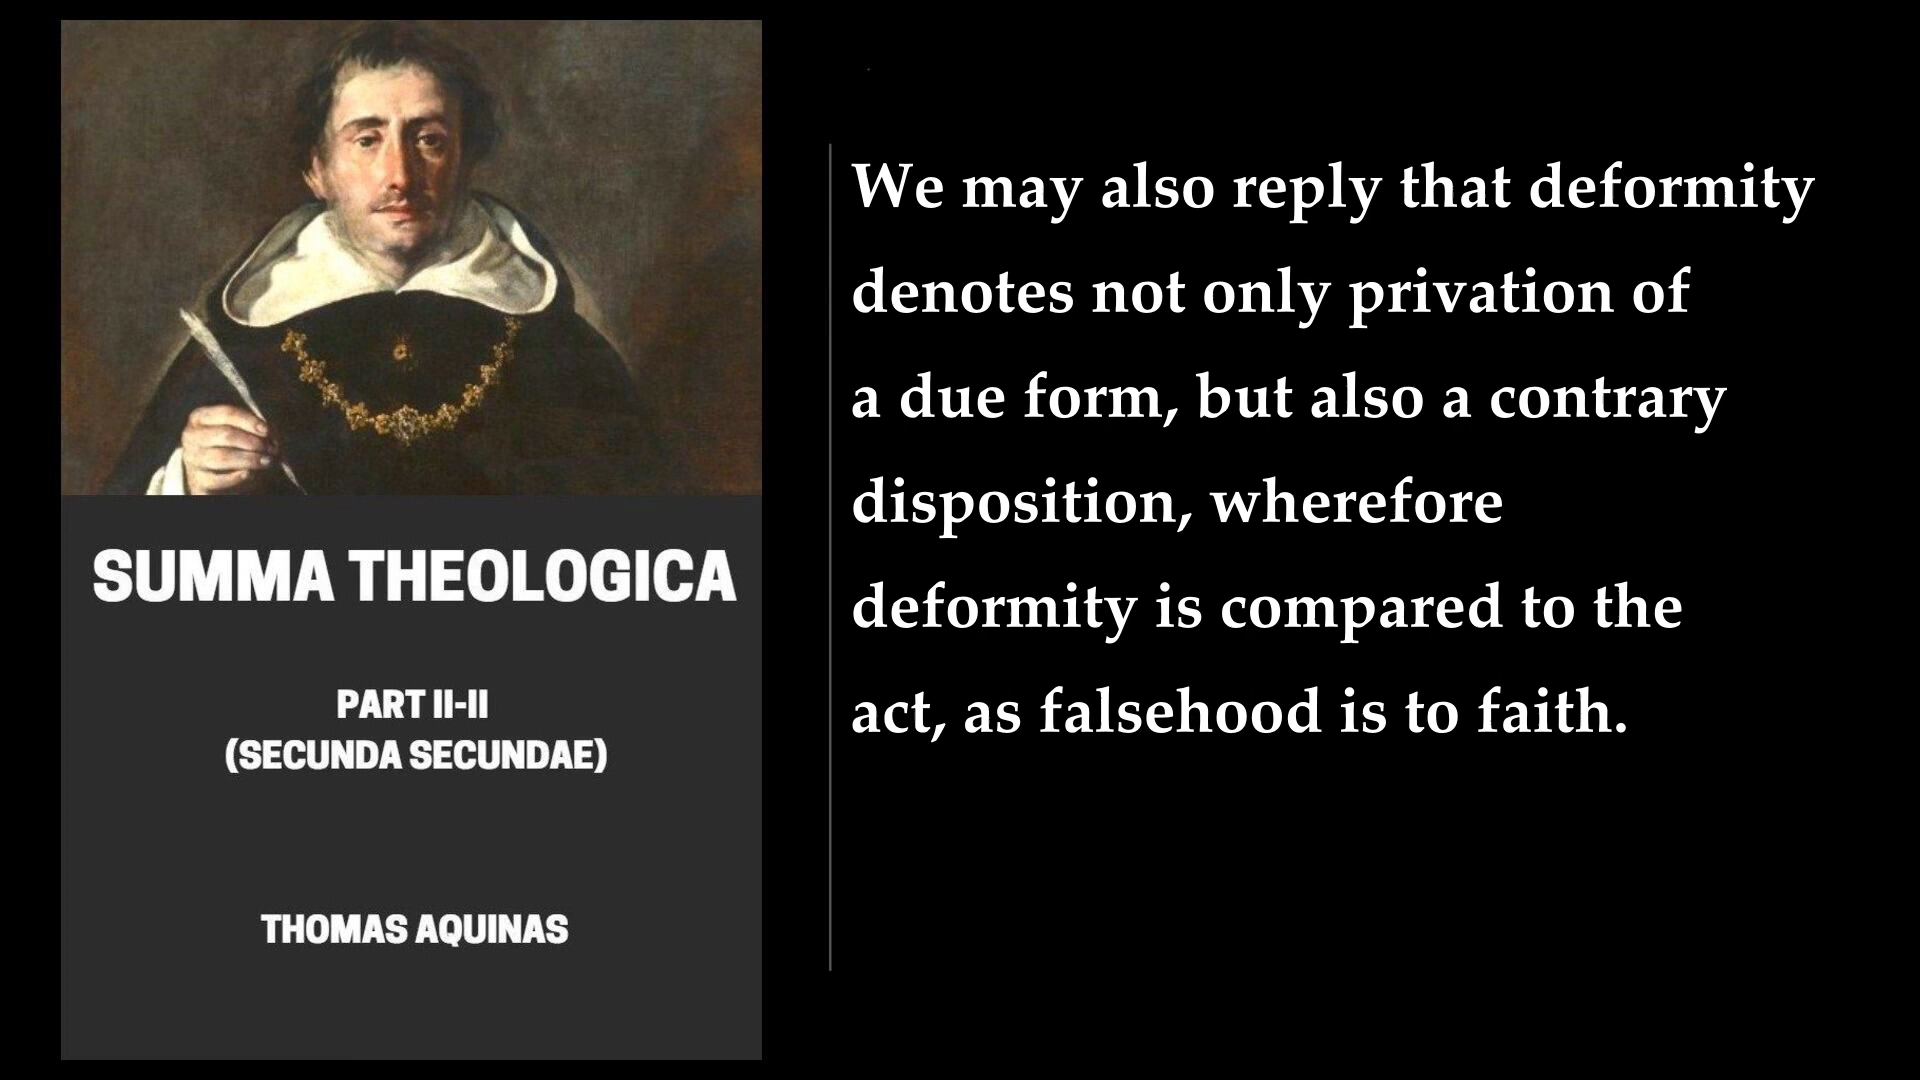 SUMMA THEOLOGICA
PART II-II
(SECUNDA SECUNDAE)
THOMAS AQUINAS
We may also reply that deformity
denotes not only privation of
a due form, but also a contrary
disposition, wherefore
deformity is compared to the
act, as falsehood is to faith.